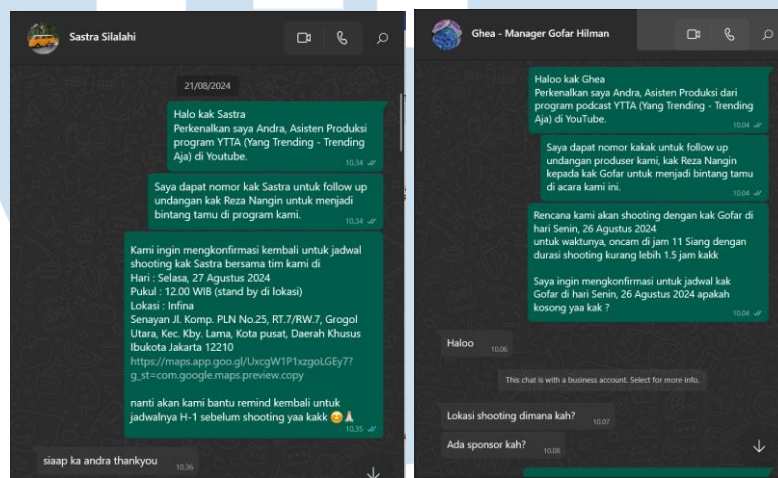 Sastra Silalahi
21/08/2024
Halo kak Sastra
Perkenalkan saya Andra, Asisten Produksi
program YTTA (Yang Trending - Trending
Aja) di Youtube.
10.34
Saya dapat nomor kak Sastra untuk follow up
undangan kak Reza Nangin untuk menjadi
bintang tamu di program kami.
10.34
Kami ingin mengkonfirmasi kembali untuk jadwal
shooting kak Sastra bersama tim kami di
Hari : Selasa, 27 Agustus 2024
Pukul : 12.00 WIB (stand by di lokasi)
Lokasi : Infina
Senayan Jl. Komp. PLN No.25, RT.7/RW.7, Grogol
Utara, Kec. Kby. Lama, Kota pusat, Daerah Khusus
Ibukota Jakarta 12210
https://maps.app.goo.gl/UxcgW1P1xzgoLGEy7?
g_st=com.google.maps.preview.copy
nanti akan kami bantu remind kembali untuk
jadwalnya H-1 sebelum shooting yaa kakk 😊🙏
10.35
siaap ka andra thankyou
10.36
Ghea - Manager Gofar Hilman
Haloo kak Ghea
Perkenalkan saya Andra, Asisten Produksi dari
program podcast YTTA (Yang Trending - Trending
Aja) di YouTube.
10.04
Saya dapat nomor kakak untuk follow up
undangan produser kami, kak Reza Nangin
kepada kak Gofar untuk menjadi bintang tamu
di acara kami ini.
10.04
Rencana kami akan shooting dengan kak Gofar di
hari Senin, 26 Agustus 2024
untuk waktunya, oncam di jam 11 Siang dengan
durasi shooting kurang lebih 1.5 jam kakk
Saya ingin mengkonfirmasi untuk jadwal kak
Gofar di hari Senin, 26 Agustus 2024 apakah
kosong yaa kak ?
10.04
Haloo
10.06
This chat is with a business account. Select for more info.
Lokasi shooting dimana kah?
10.07
Ada sponsor kah?
10.08